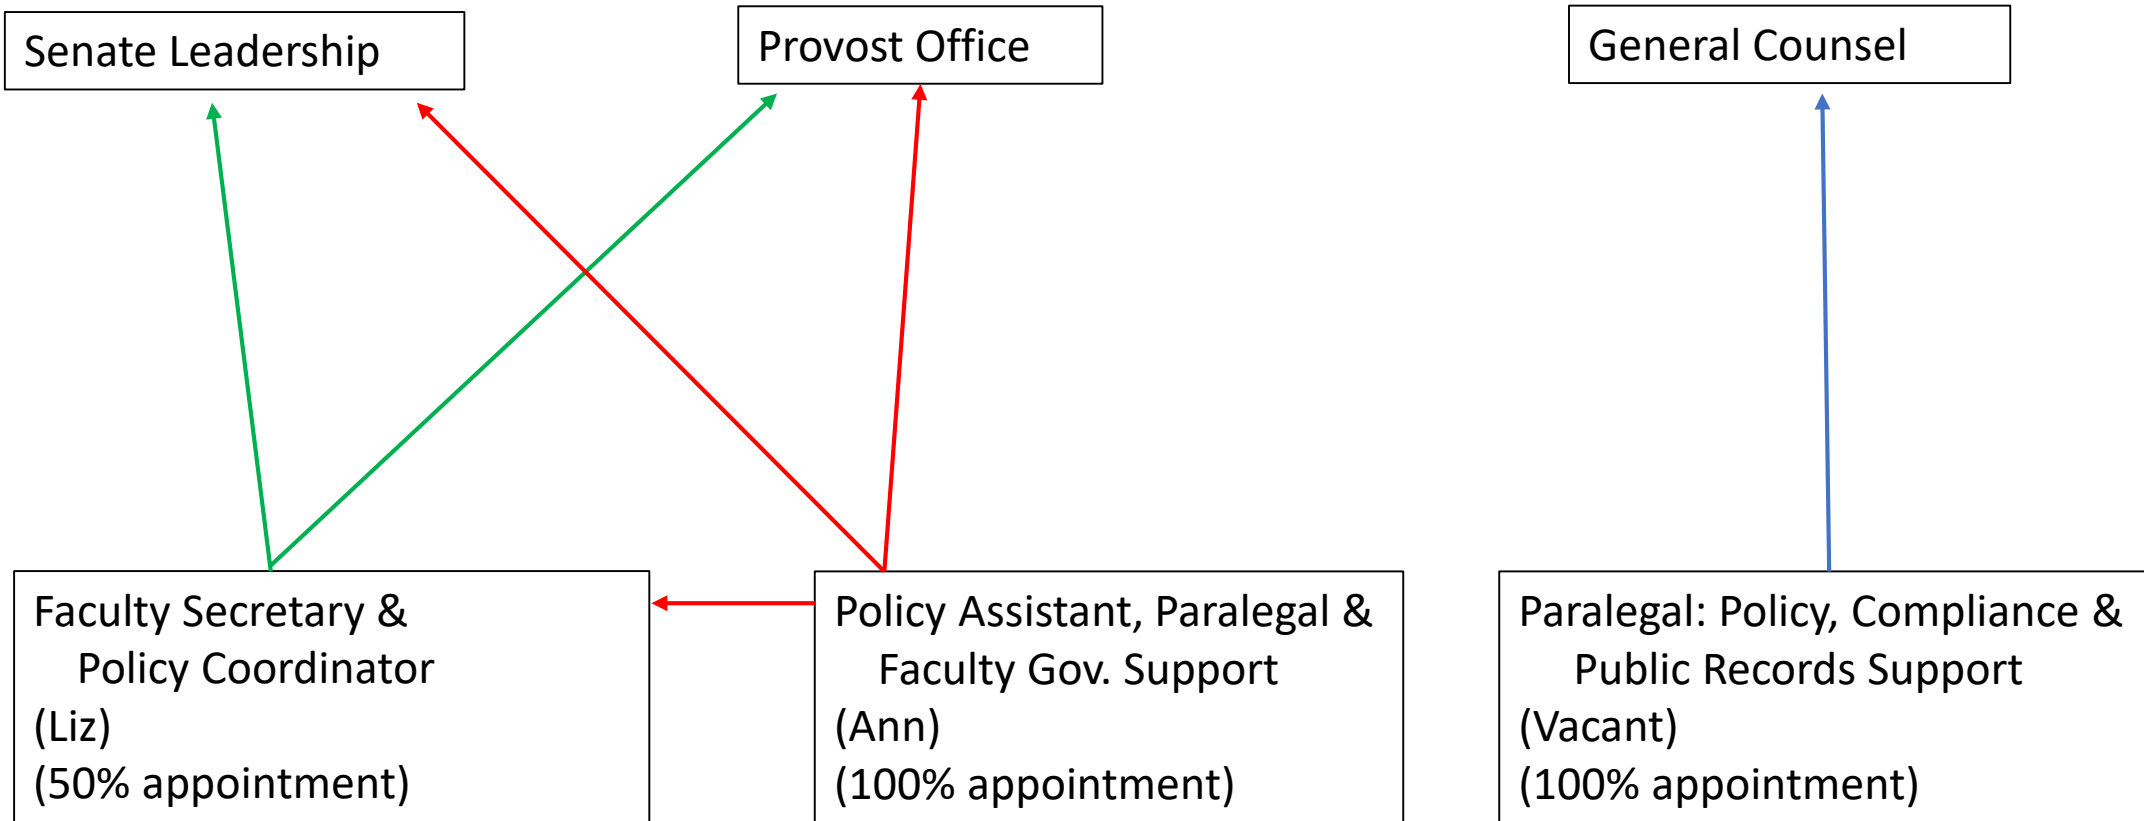 Senate Leadership
Provost Office
General Counsel
Faculty Secretary &
Policy Coordinator
(Liz)
(50% appointment)
Policy Assistant, Paralegal &
Faculty Gov. Support
(Ann)
(100% appointment)
Paralegal: Policy, Compliance &
Public Records Support
(Vacant)
(100% appointment)